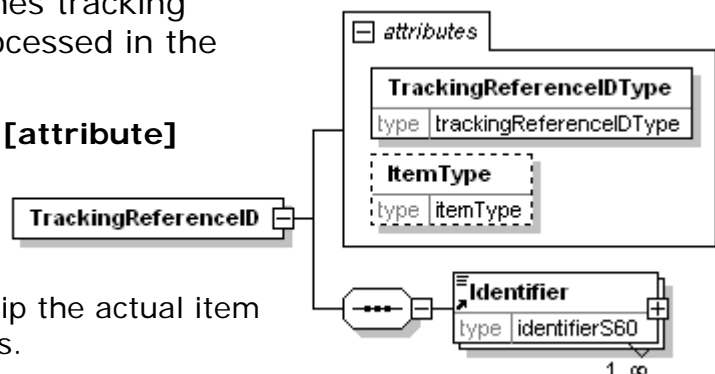 nes tracking
ocessed in the
[attribute]
ip the actual item
s.
attributes
TrackingReferenceIDType
type trackingReferenceIDType
ItemType
type itemType
TrackingReferenceID
Identifier
type identifierS60
1..∞